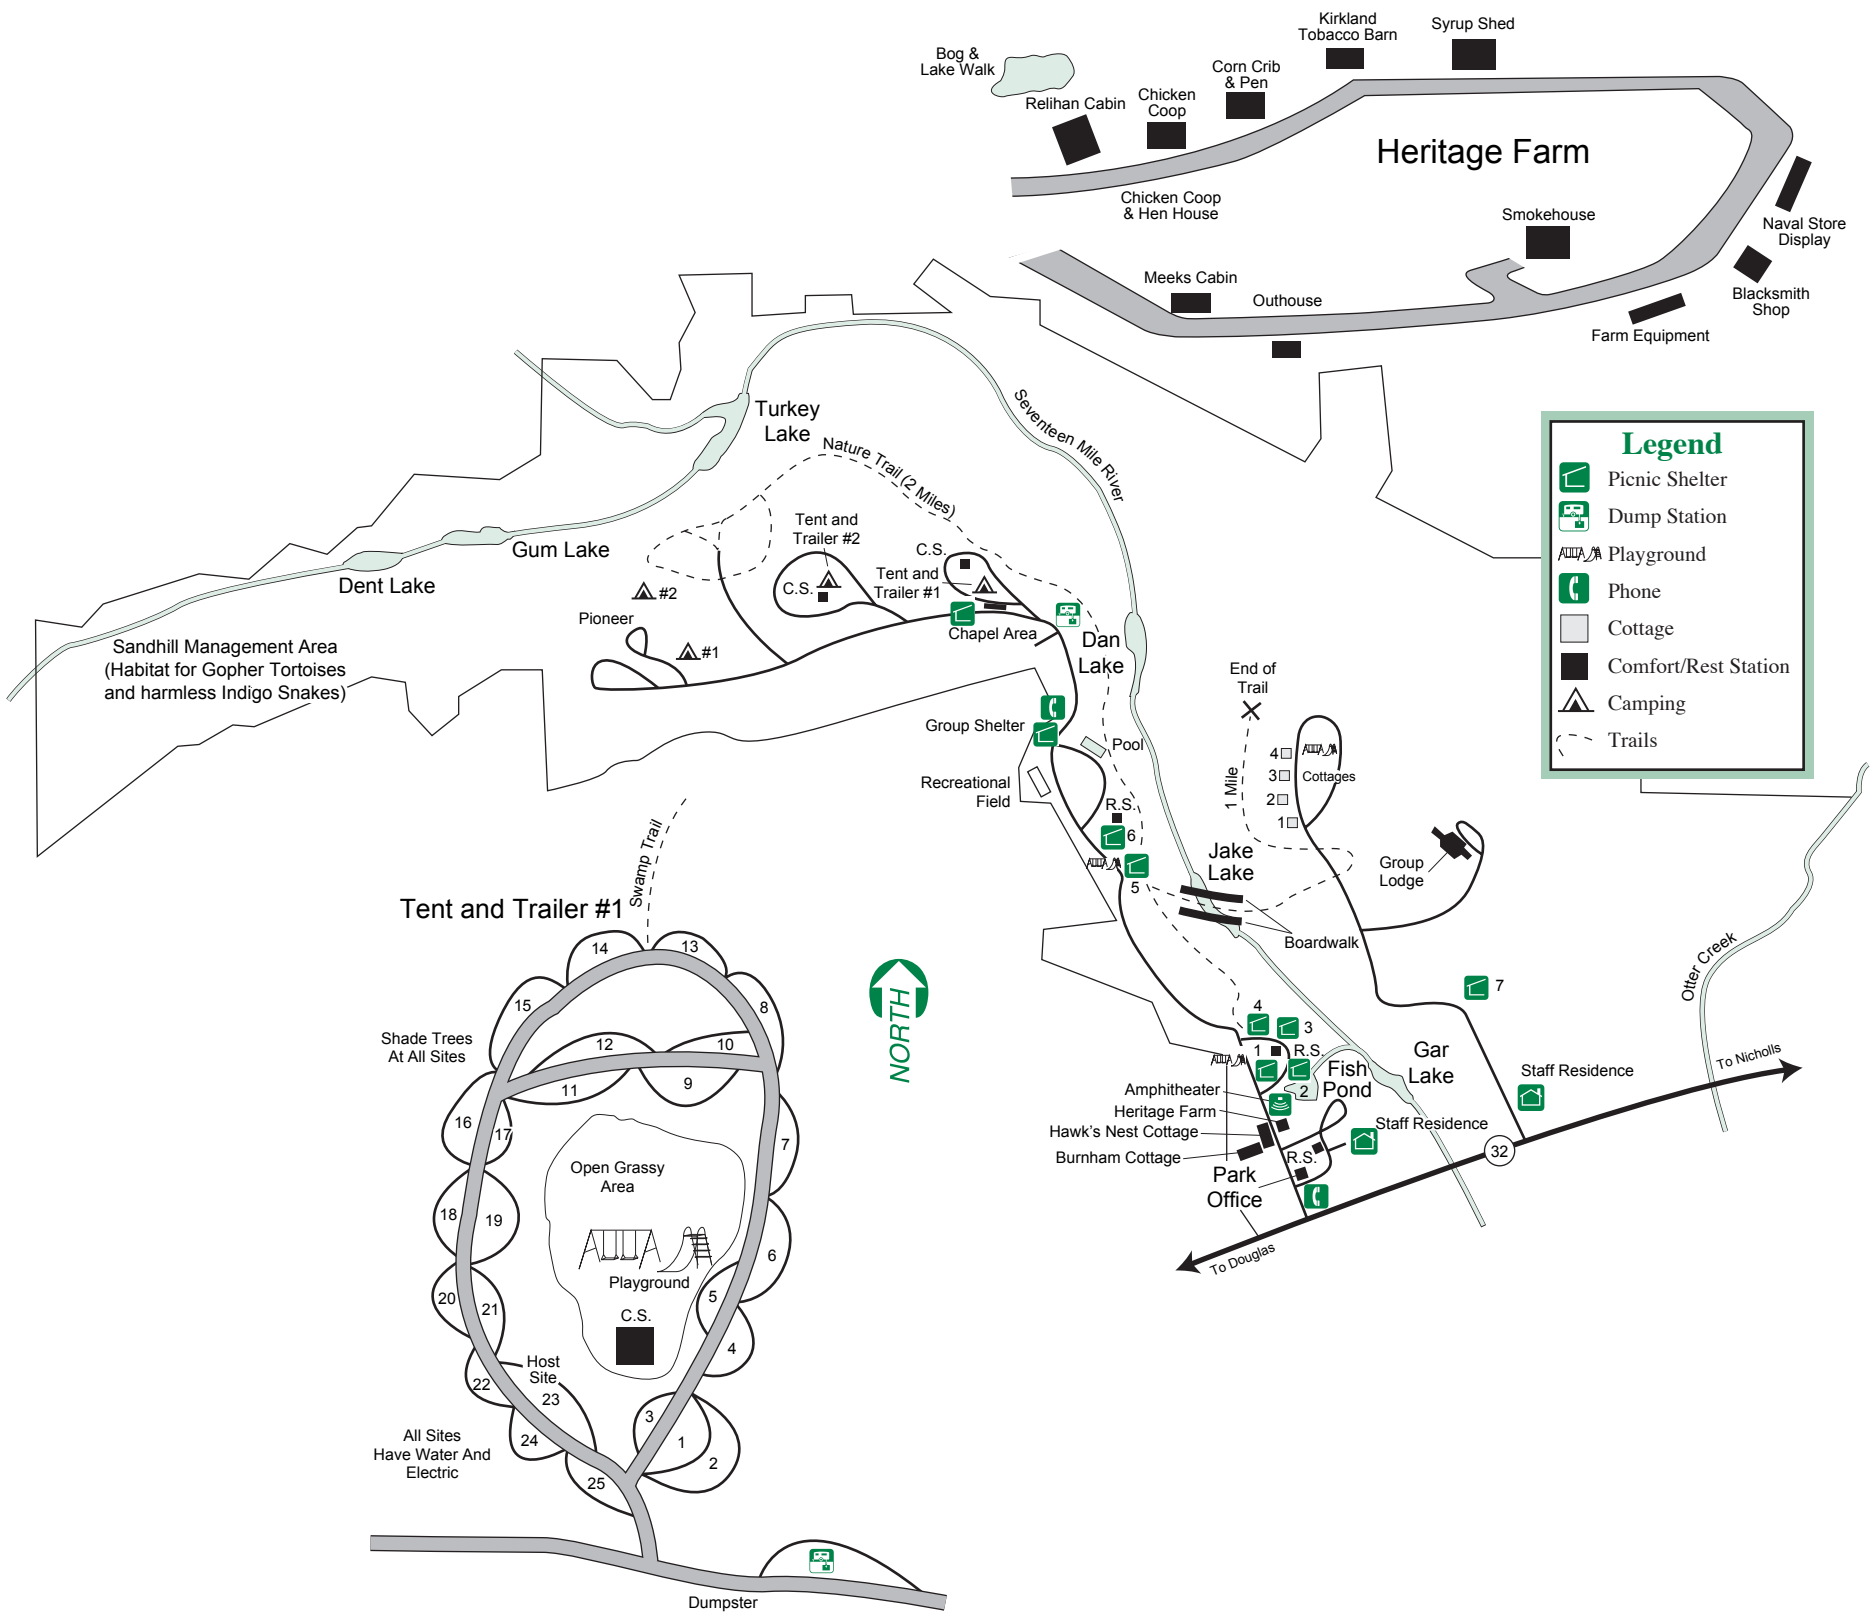 Kirkland
Tobacco Barn
Syrup Shed
Bog &
Lake Walk
Corn Crib
& Pen
Relihan Cabin
Chicken
Coop
Heritage Farm
Chicken Coop
& Hen House
Smokehouse
Naval Store
Display
Meeks Cabin
Outhouse
Blacksmith
Shop
Farm Equipment
Legend
Picnic Shelter
Dump Station
Playground
Phone
Cottage
Comfort/Rest Station
Camping
Trails
Turkey
Lake
Nature Trail (2 Miles)
Seventeen Mile River
Gum Lake
Dent Lake
Tent and
Trailer #2
C.S.
C.S.
Tent and
Trailer #1
#2
Pioneer
#1
Chapel Area
Dan
Lake
Sandhill Management Area
(Habitat for Gopher Tortoises
and harmless Indigo Snakes)
End of
Trail
Group Shelter
Pool
Recreational
Field
R.S.
6
5
1 Mile
4
3
2
1
Cottages
Jake
Lake
Group
Lodge
Boardwalk
Otter Creek
7
4
3
1
R.S.
2
Fish
Pond
Gar
Lake
Amphitheater
Heritage Farm
Hawk's Nest Cottage
Burnham Cottage
Staff Residence
Staff Residence
R.S.
Park
Office
32
To Nicholls
To Douglas
NORTH
Swamp Trail
Tent and Trailer #1
14
13
15
8
Shade Trees
At All Sites
12
10
11
9
16
17
7
Open Grassy
Area
18
19
6
Playground
20
21
5
C.S.
4
Host
Site
22
23
3
24
1
2
All Sites
Have Water And
Electric
25
Dumpster